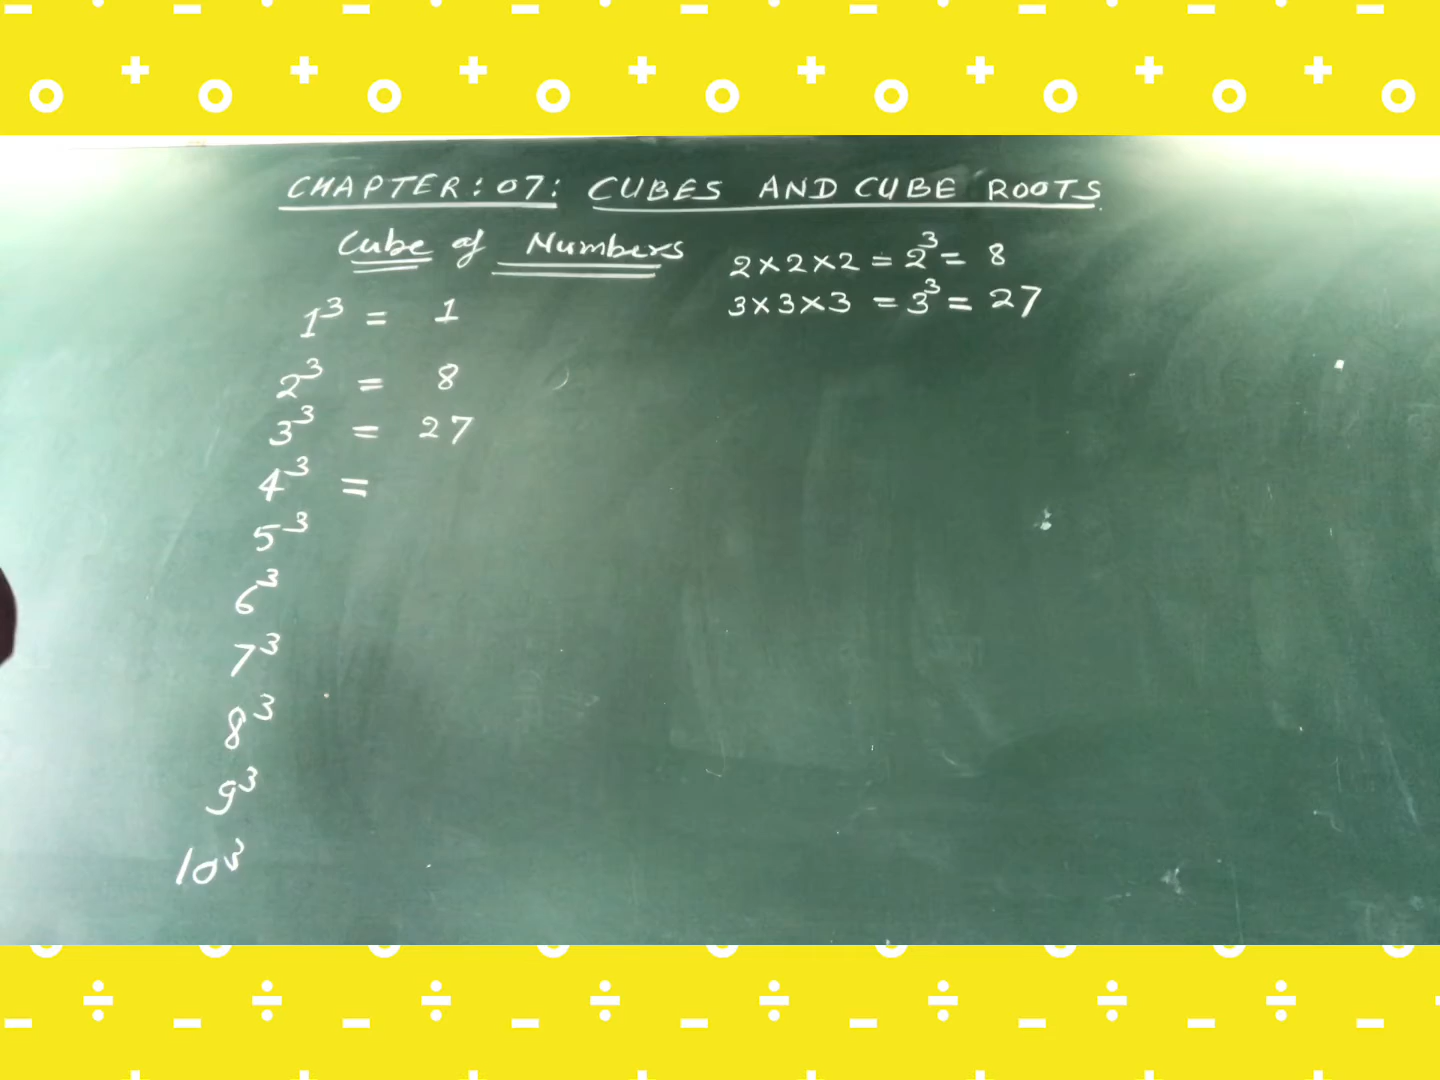 CHAPTER: 07: CUBES AND CUBE ROOTS
Cube of Numbers
2×2×2 = 2³ = 8
3×3×3 = 3³ = 27
1³ = 1
2³ = 8
3³ = 27
4³ =
5³
6³
7³
8³
9³
10³